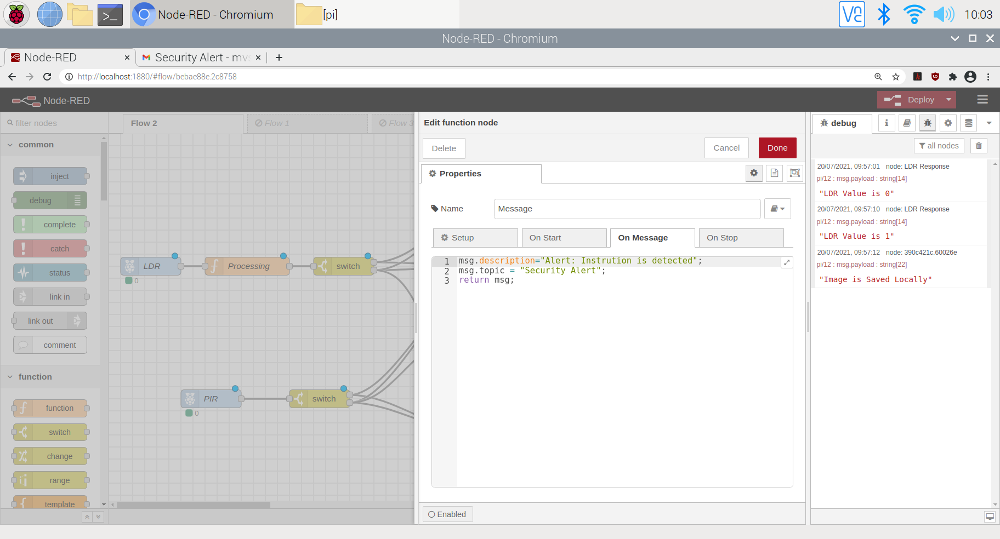 Node-RED - Chromium
[pi]
10:03
Node-RED - Chromium
Node-RED
Security Alert - mvs
http://localhost:1880/#flow/bebae88e.2c8758
Node-RED
Deploy
filter nodes
Flow 2
Flow 1
Flow 3
Edit function node
debug
Delete
Cancel
Done
all nodes
common
inject
debug
complete
catch
status
link in
link out
comment
function
function
switch
change
range
template
LDR
Processing
switch
0
PIR
switch
0
Properties
Name
Message
Setup
On Start
On Message
On Stop
1 msg.description="Alert: Instrution is detected";
2 msg.topic = "Security Alert";
3 return msg;
Enabled
20/07/2021, 09:57:01 node: LDR Response
pi/12 : msg.payload : string[14]
"LDR Value is 0"
20/07/2021, 09:57:10 node: LDR Response
pi/12 : msg.payload : string[14]
"LDR Value is 1"
20/07/2021, 09:57:12 node: 390c421c.60026e
pi/12 : msg.payload : string[22]
"Image is Saved Locally"